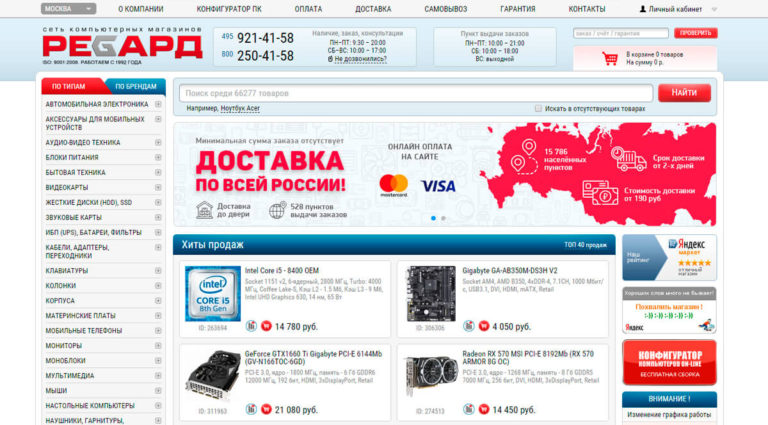 МОСКВА
О КОМПАНИИ
КОНФИГУРАТОР ПК
ОПЛАТА
ДОСТАВКА
САМОВЫВОЗ
ГАРАНТИЯ
КОНТАКТЫ
Личный кабинет
сеть компьютерных магазинов
РЕГАРД
ISO: 9001-2008. РАБОТАЕМ С 1992 ГОДА
495 921-41-58
800 250-41-58
Наличие, заказ, консультации
ПН–ПТ: 9:30 – 20:00
СБ–ВС: 10:00 – 17:00
Не дозвонились?
Пункт выдачи заказов
ПН–ПТ: 10:00 – 21:00
СБ: 10:00 – 18:00
ВС: выходной
заказ / счёт / гарантия
ПРОВЕРИТЬ
В корзине 0 товаров
На сумму 0 р.
ПО ТИПАМ
ПО БРЕНДАМ
АВТОМОБИЛЬНАЯ ЭЛЕКТРОНИКА
АКСЕССУАРЫ ДЛЯ МОБИЛЬНЫХ
УСТРОЙСТВ
АУДИО-ВИДЕО ТЕХНИКА
БЛОКИ ПИТАНИЯ
БЫТОВАЯ ТЕХНИКА
ВИДЕОКАРТЫ
ЖЕСТКИЕ ДИСКИ (HDD), SSD
ЗВУКОВЫЕ КАРТЫ
ИБП (UPS), БАТАРЕИ, ФИЛЬТРЫ
КАБЕЛИ, АДАПТЕРЫ,
ПЕРЕХОДНИКИ
КЛАВИАТУРЫ
КОЛОНКИ
КОРПУСА
МАТЕРИНСКИЕ ПЛАТЫ
МОБИЛЬНЫЕ ТЕЛЕФОНЫ
МОНИТОРЫ
МОНОБЛОКИ
МУЛЬТИМЕДИА
МЫШИ
НАСТОЛЬНЫЕ КОМПЬЮТЕРЫ
НАУШНИКИ, ГАРНИТУРЫ,
Поиск среди 66277 товаров
Найти
Например, Ноутбук Acer
Искать в отсутствующих товарах
Минимальная сумма заказа отсутствует
ДОСТАВКА
ПО ВСЕЙ РОССИИ!
Доставка
до двери
528 пунктов
выдачи заказов
ОНЛАЙН ОПЛАТА
НА САЙТЕ
mastercard
VISA
15 786
населённых
пунктов
Срок доставки
от 2-х дней
Стоимость доставки
от 190 руб
Хиты продаж
ТОП 40 продаж
intel
CORE i5
8th Gen
Intel Core i5 - 8400 OEM
Socket 1151 v2, 6-ядерный, 2800 МГц, Turbo: 4000
МГц, Coffee Lake-S, Кэш L2 - 1.5 Мб, Кэш L3 - 9 Мб,
Intel UHD Graphics 630, 14 нм, 65 Вт
ID: 263694
14 780 руб.
Gigabyte GA-AB350M-DS3H V2
Socket AM4, AMD B350, 4xDDR-4, 7.1CH, 1000 Мбит/
с, USB3.1, DVI, HDMI, mATX, Retail
ID: 306306
4 050 руб.
GeForce GTX1660 Ti Gigabyte PCI-E 6144Mb
(GV-N166TOC-6GD)
PCI-E 3.0, ядро - 1800 МГц, память - 6 Гб GDDR6
12000 МГц, 192 бит, HDMI, 3xDisplayPort, Retail
ID: 311963
21 080 руб.
Radeon RX 570 MSI PCI-E 8192Mb (RX 570
ARMOR 8G OC)
PCI-E 3.0, ядро - 1268 МГц, память - 8 Гб GDDR5
7000 МГц, 256 бит, DVI, HDMI, 3xDisplayPort, Retail
ID: 274513
14 450 руб.
Наш
рейтинг
Яндекс
маркет
отличный
магазин
Хороших слов много не бывает!
Похвалить магазин !
Яндекс
КОНФИГУРАТОР
КОМПЬЮТЕРОВ ON-LINE
БЕСПЛАТНАЯ СБОРКА
ВНИМАНИЕ !
Изменение графика работы